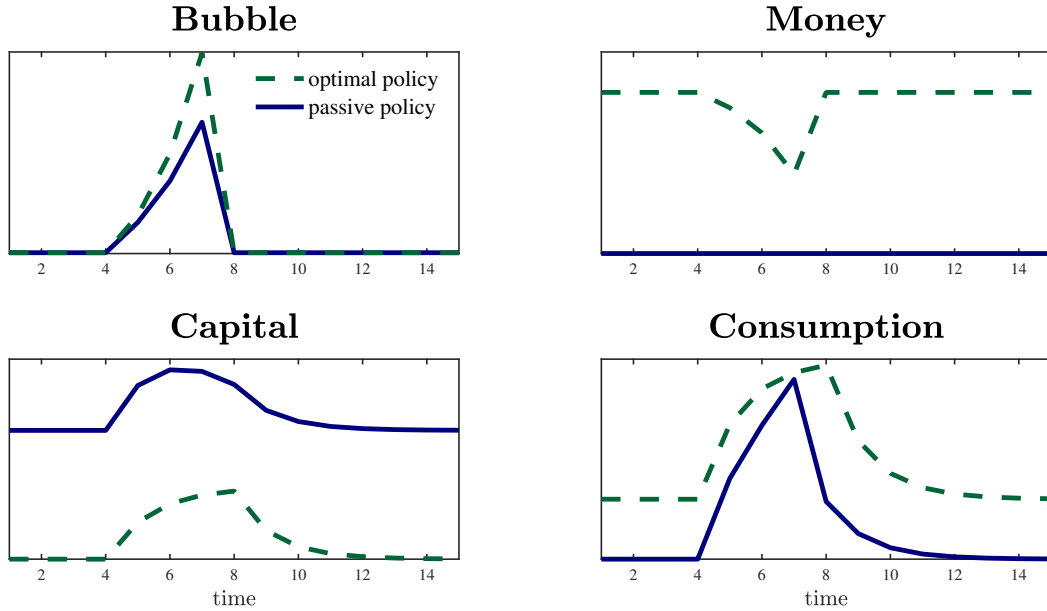 Bubble
optimal policy
passive policy
2 4 6 8 10 12 14
Money
2 4 6 8 10 12 14
Capital
2 4 6 8 10 12 14
time
Consumption
2 4 6 8 10 12 14
time